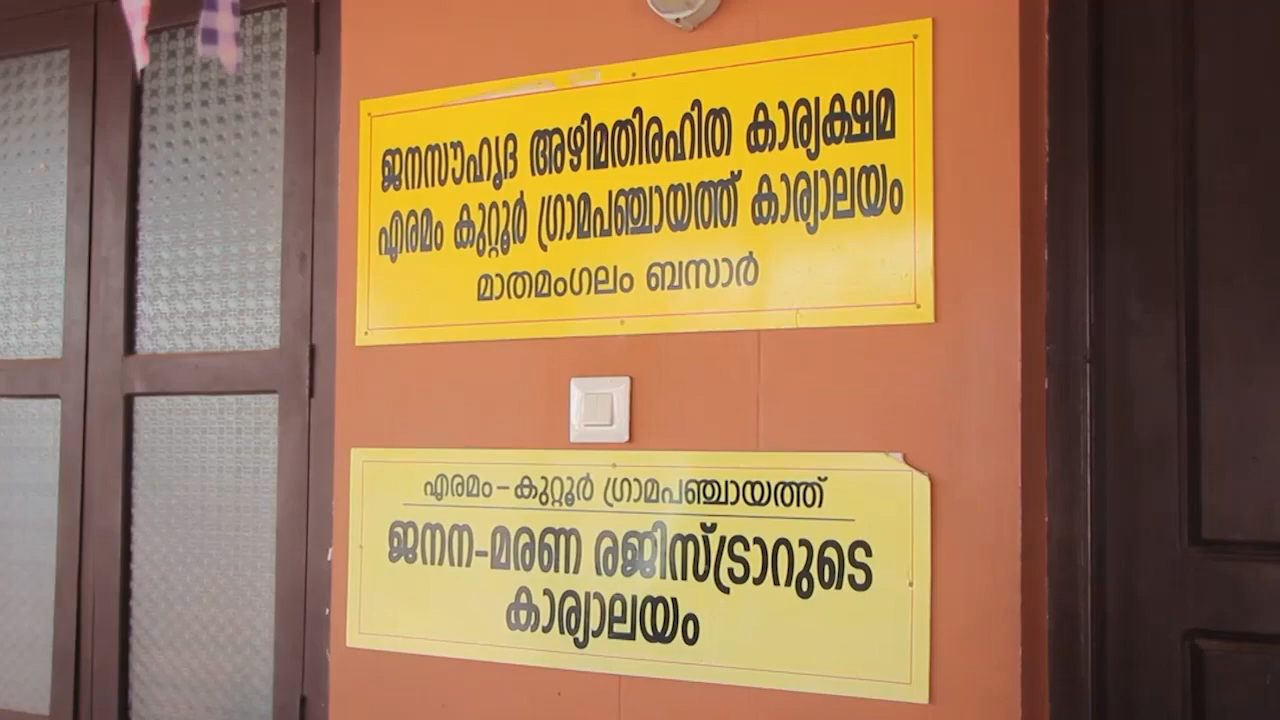 ജനസൗഹൃദ അഴിമതിരഹിത കാര്യക്ഷമ
എരമം കുറ്റൂർ ഗ്രാമപഞ്ചായത്ത് കാര്യാലയം
മാതമംഗലം ബസാർ
എരമം-കുറ്റൂർ ഗ്രാമപഞ്ചായത്ത്
ജനന-മരണ രജിസ്ട്രാറുടെ
കാര്യാലയം